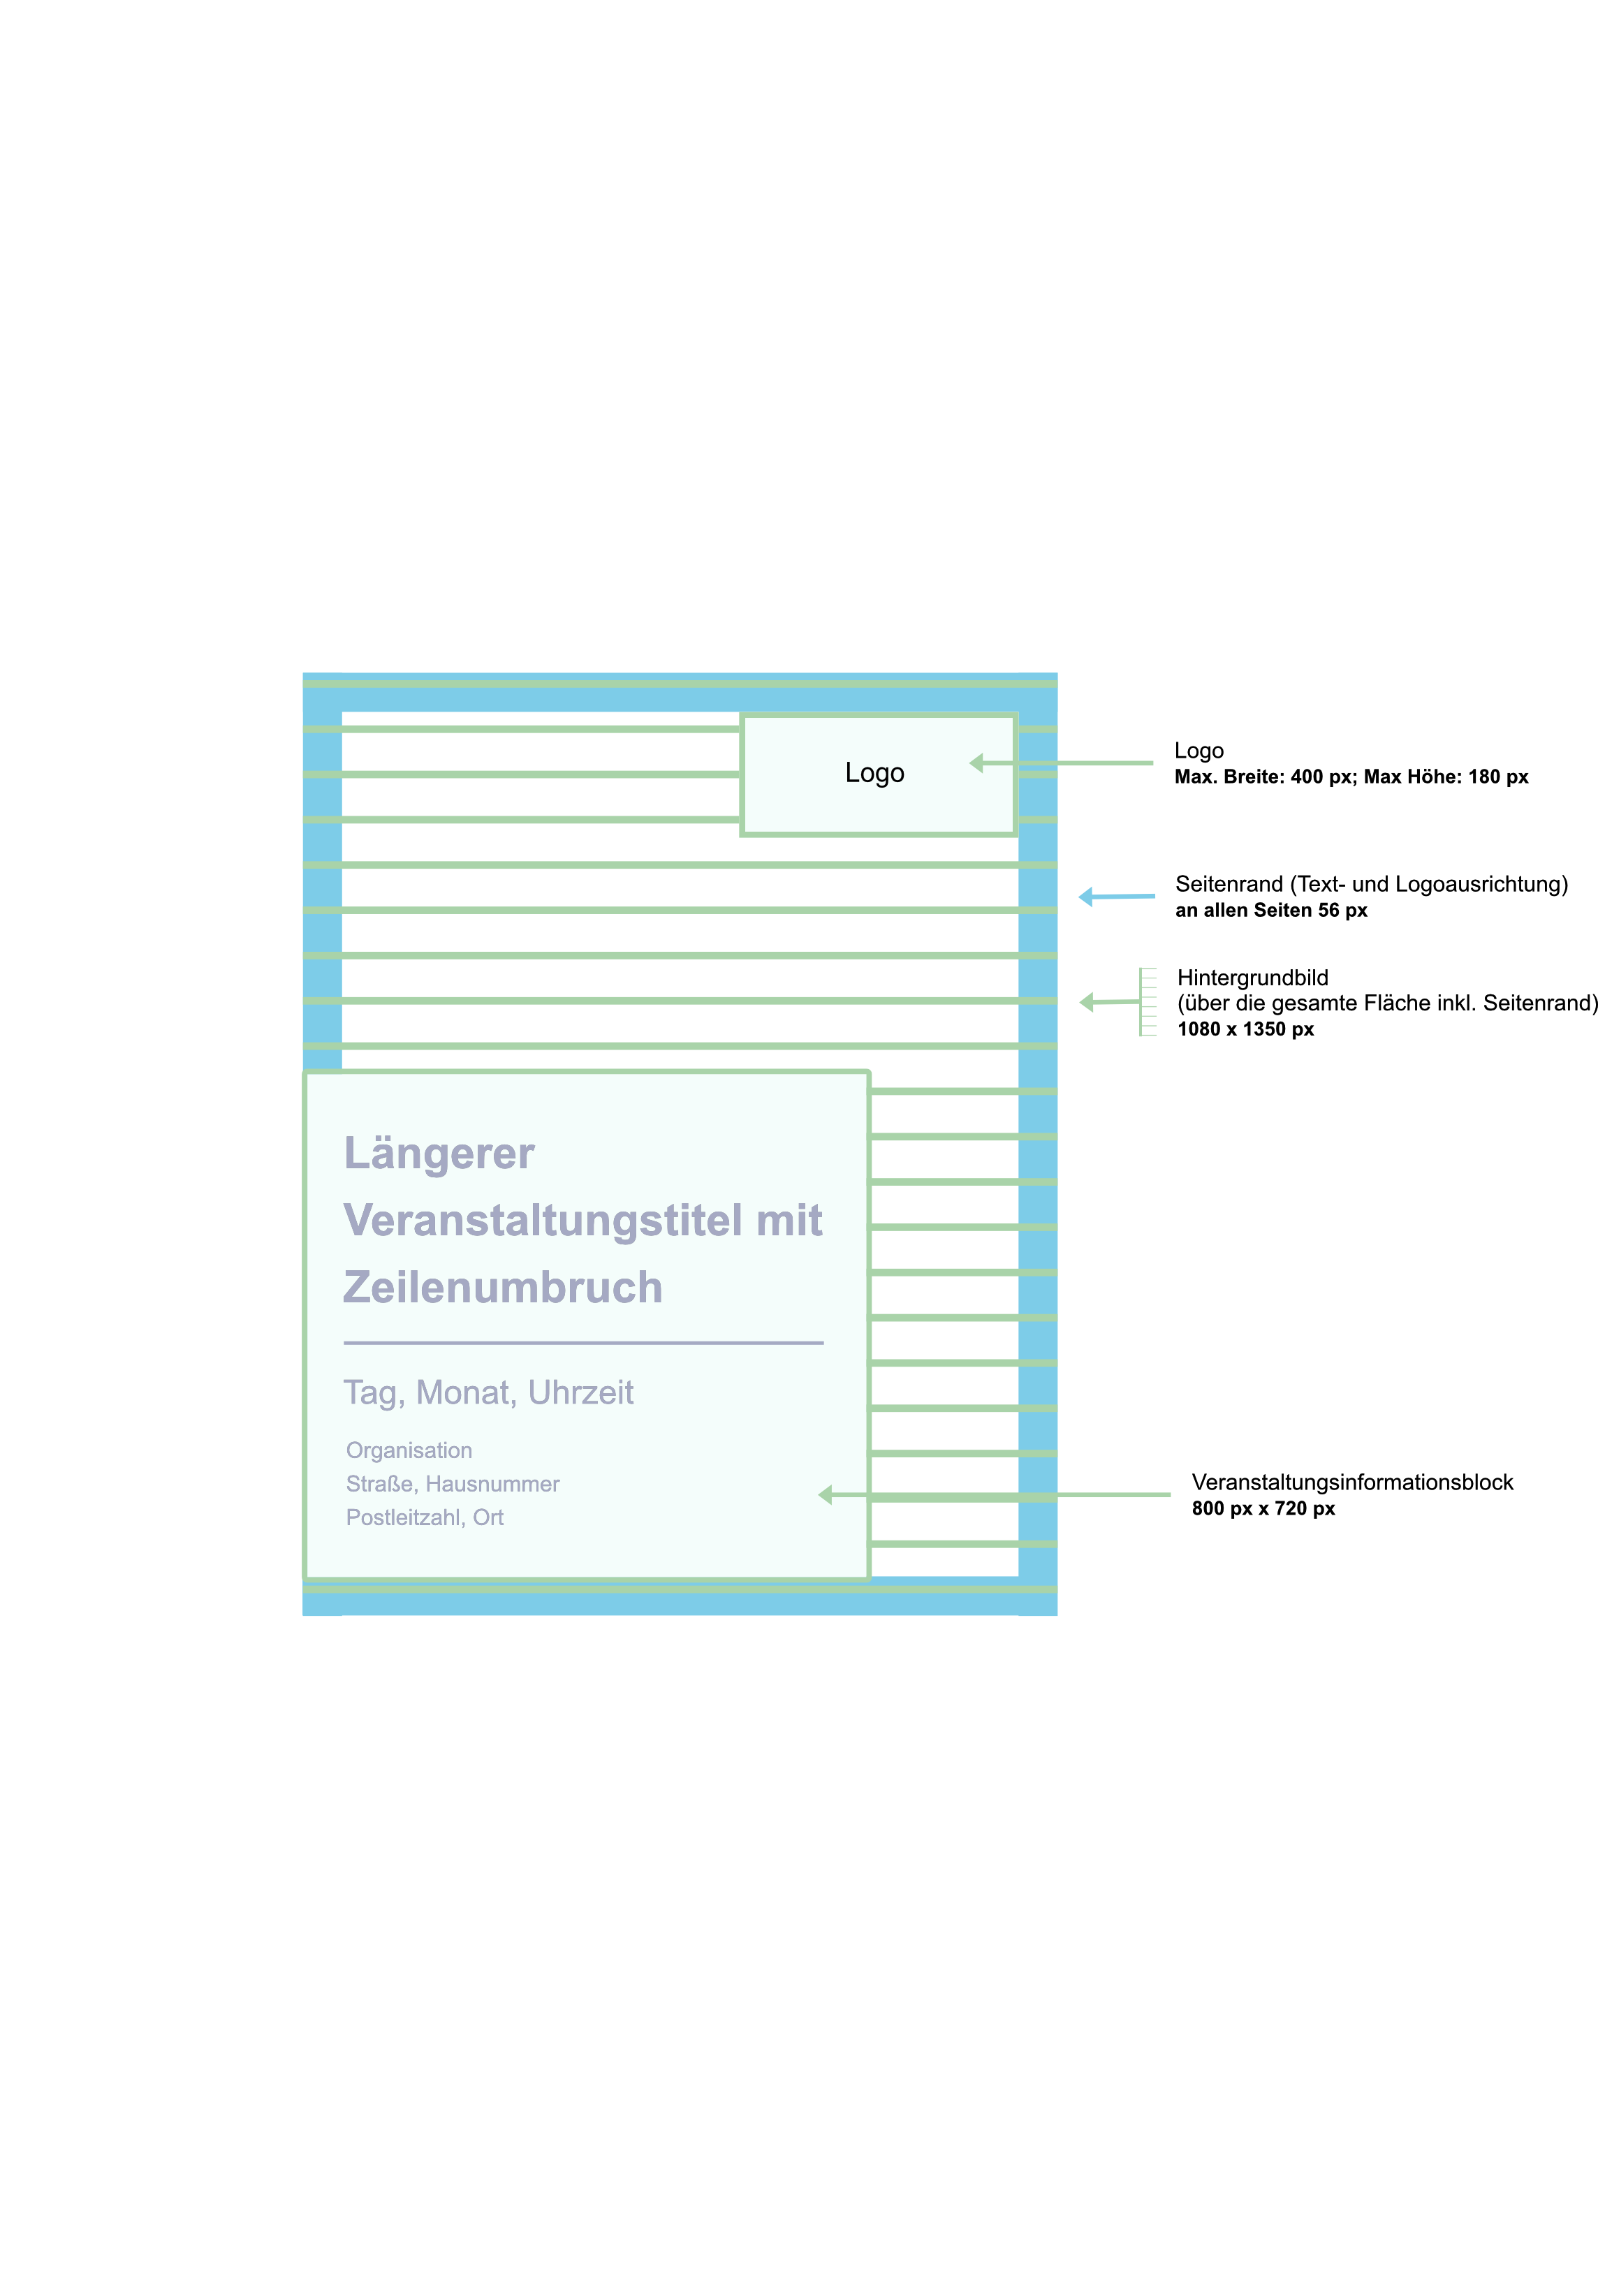 Logo
Logo
Max. Breite: 400 px; Max Höhe: 180 px
Seitenrand (Text- und Logoausrichtung)
an allen Seiten 56 px
Hintergrundbild
(über die gesamte Fläche inkl. Seitenrand)
1080 x 1350 px
Längerer
Veranstaltungstitel mit
Zeilenumbruch
Tag, Monat, Uhrzeit
Organisation
Straße, Hausnummer
Postleitzahl, Ort
Veranstaltungsinformationsblock
800 px x 720 px